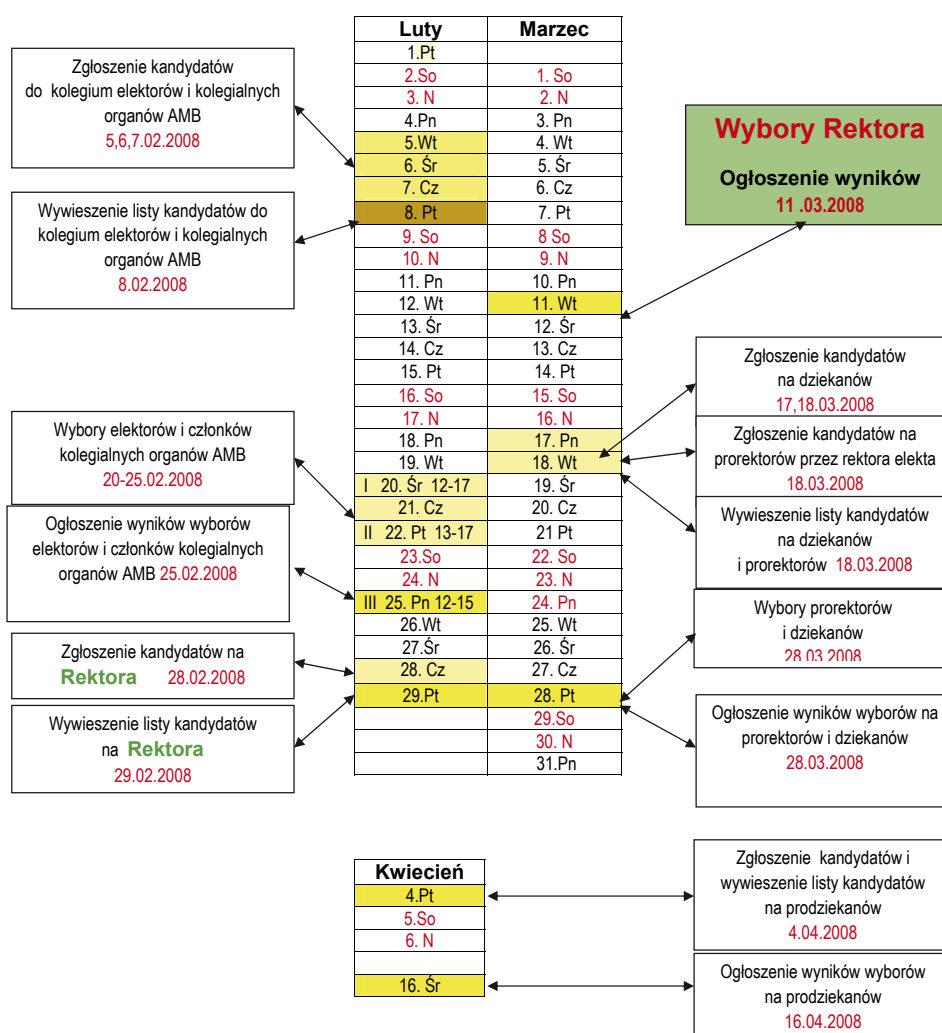 Zgłoszenie kandydatów
do kolegium elektorów i kolegialnych
organów AMB
5,6,7.02.2008
Wywieszenie listy kandydatów do
kolegium elektorów i kolegialnych
organów AMB
8.02.2008
Wybory elektorów i członków
kolegialnych organów AMB
20-25.02.2008
Ogłoszenie wyników wyborów
elektorów i członków kolegialnych
organów AMB 25.02.2008
Zgłoszenie kandydatów na
Rektora 28.02.2008
Wywieszenie listy kandydatów
na Rektora
29.02.2008
Luty Marzec
1.Pt
2.So 1. So
3. N 2. N
4.Pn 3. Pn
5.Wt 4. Wt
6. Śr 5. Śr
7. Cz 6. Cz
8. Pt 7. Pt
9. So 8 So
10. N 9. N
11. Pn 10. Pn
12. Wt 11. Wt
13. Śr 12. Śr
14. Cz 13. Cz
15. Pt 14. Pt
16. So 15. So
17. N 16. N
18. Pn 17. Pn
19. Wt 18. Wt
I 20. Śr 12-17 19. Śr
21. Cz 20. Cz
II 22. Pt 13-17 21 Pt
23.So 22. So
24. N 23. N
III 25. Pn 12-15 24. Pn
26.Wt 25. Wt
27.Śr 26. Śr
28. Cz 27. Cz
29.Pt 28. Pt
29.So
30. N
31.Pn
Wybory Rektora
Ogłoszenie wyników
11 .03.2008
Zgłoszenie kandydatów
na dziekanów
17,18.03.2008
Zgłoszenie kandydatów na
prorektorów przez rektora elekta
18.03.2008
Wywieszenie listy kandydatów
na dziekanów
i prorektorów 18.03.2008
Wybory prorektorów
i dziekanów
28.03.2008
Ogłoszenie wyników wyborów na
prorektorów i dziekanów
28.03.2008
Kwiecień
4.Pt
5.So
6. N
16. Śr
Zgłoszenie kandydatów i
wywieszenie listy kandydatów
na prodziekanów
4.04.2008
Ogłoszenie wyników wyborów
na prodziekanów
16.04.2008